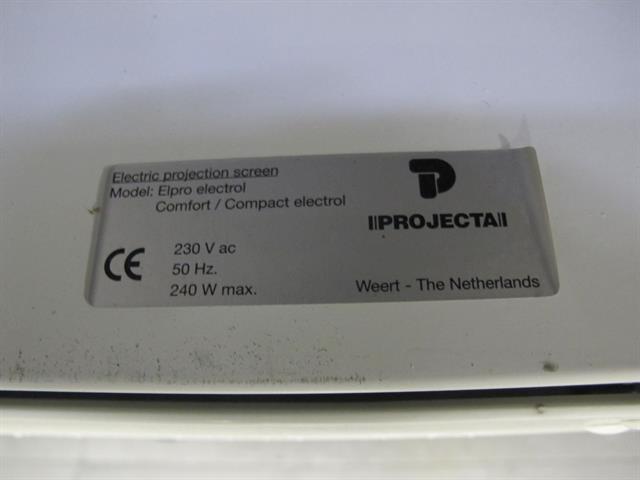 Electric projection screen
Model: Elpro electrol
Comfort / Compact electrol
PROJECTA
CE
230 V ac
50 Hz.
240 W max.
Weert - The Netherlands